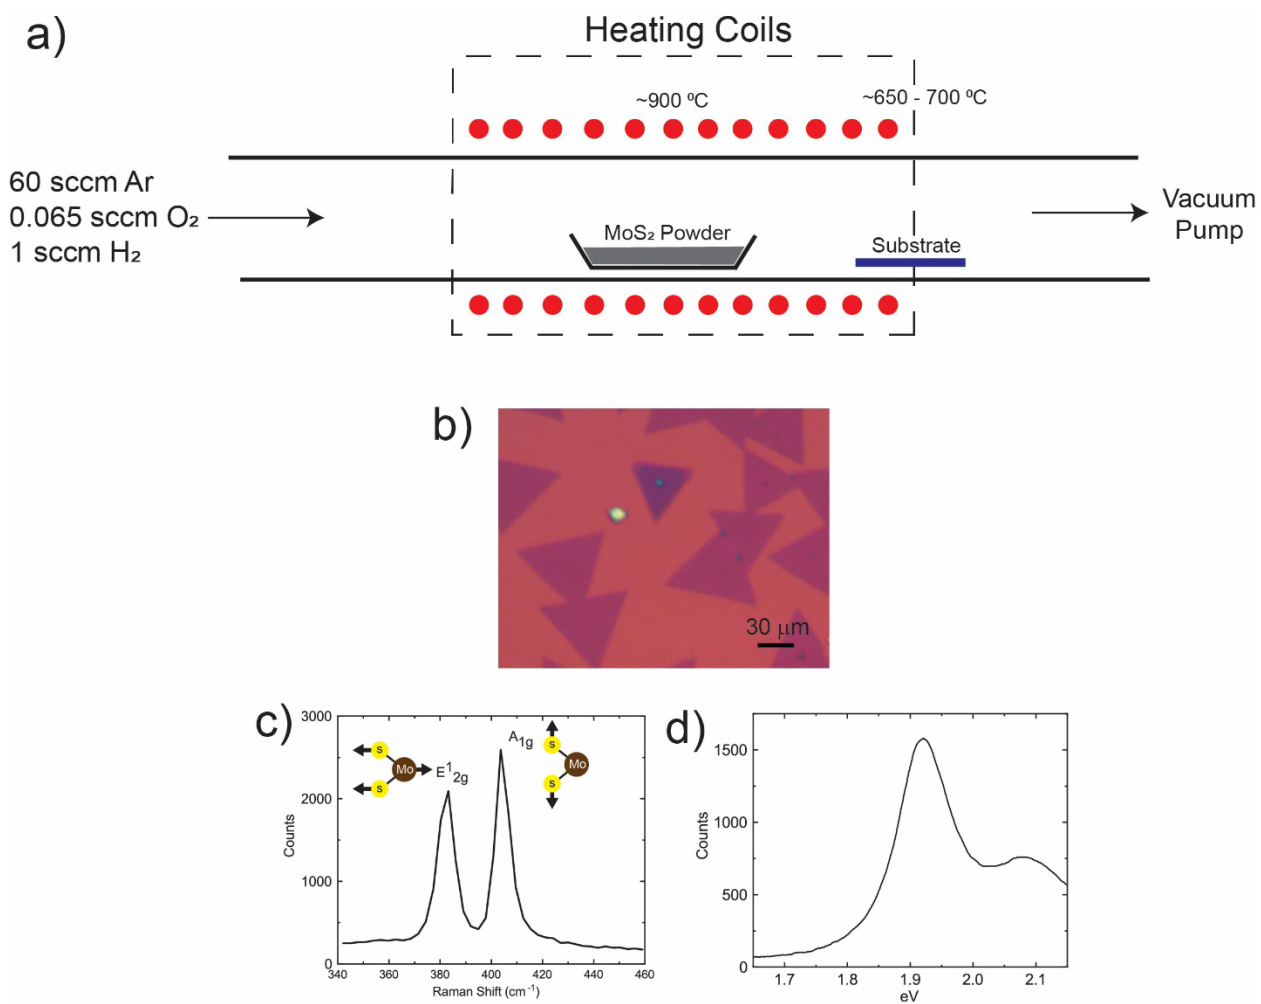 a)
Heating Coils
~900 ⁰C
~650 - 700 ⁰C
60 sccm Ar
0.065 sccm O₂
1 sccm H₂
MoS₂ Powder
Substrate
Vacuum
Pump
b)
30 μm
c)
3000
2000
1000
0
Counts
S
S
Mo
E¹₂g
A₁g
S
S
Mo
340 360 380 400 420 440 460
Raman Shift (cm⁻¹)
d)
1500
1000
500
0
Counts
1.7 1.8 1.9 2.0 2.1
eV